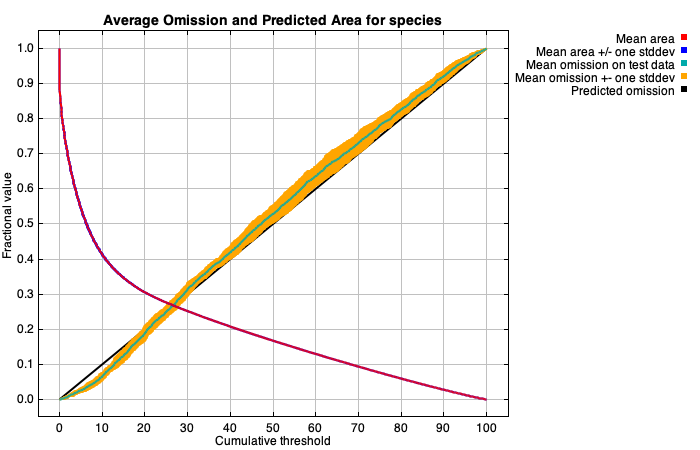 Average Omission and Predicted Area for species
Mean area
Mean area +/- one stddev
Mean omission on test data
Mean omission +- one stddev
Predicted omission
Fractional value
1.0
0.9
0.8
0.7
0.6
0.5
0.4
0.3
0.2
0.1
0.0
0 10 20 30 40 50 60 70 80 90 100
Cumulative threshold